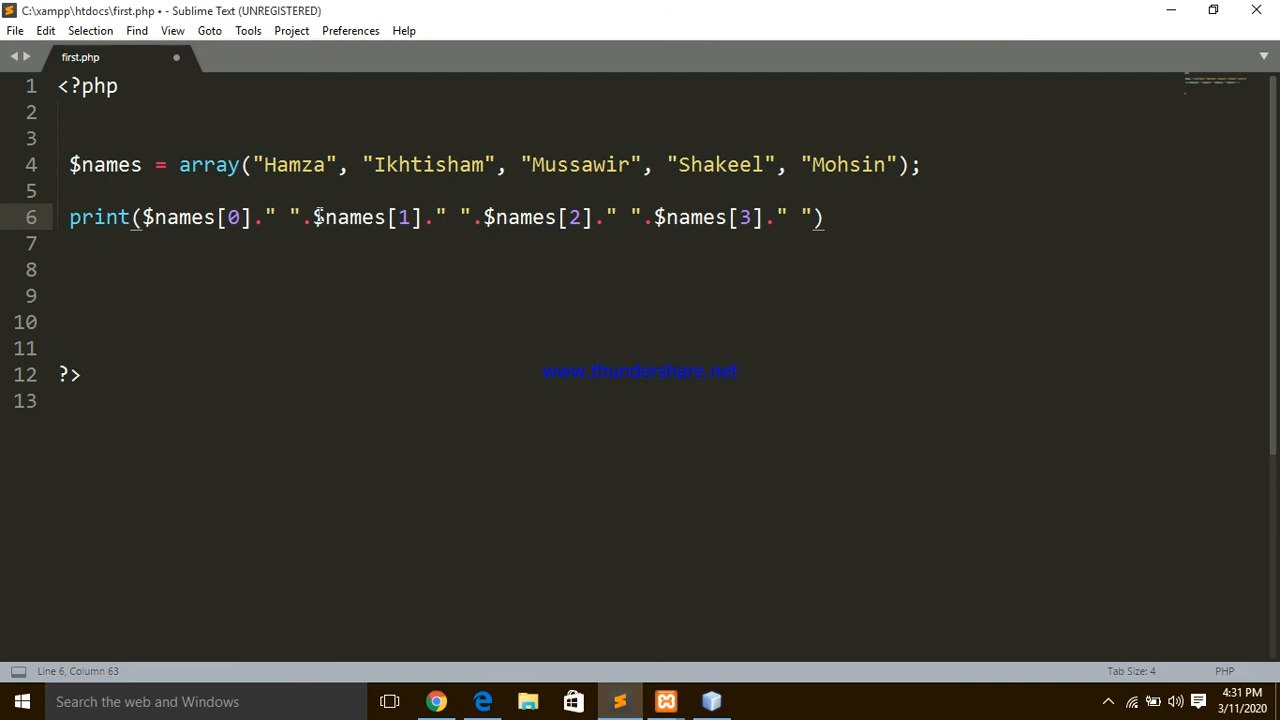 C:\xampp\htdocs\first.php • - Sublime Text (UNREGISTERED)
File Edit Selection Find View Goto Tools Project Preferences Help
first.php
1 <?php
2
3
4 $names = array("Hamza", "Ikhtisham", "Mussawir", "Shakeel", "Mohsin");
5
6 print($names[0]." ".$names[1]." ".$names[2]." ".$names[3]." ")
7
8
9
10
11
www.thundershare.net
12 ?>
13
Line 6, Column 63 Tab Size: 4 PHP
Search the web and Windows
4:31 PM
3/11/2020